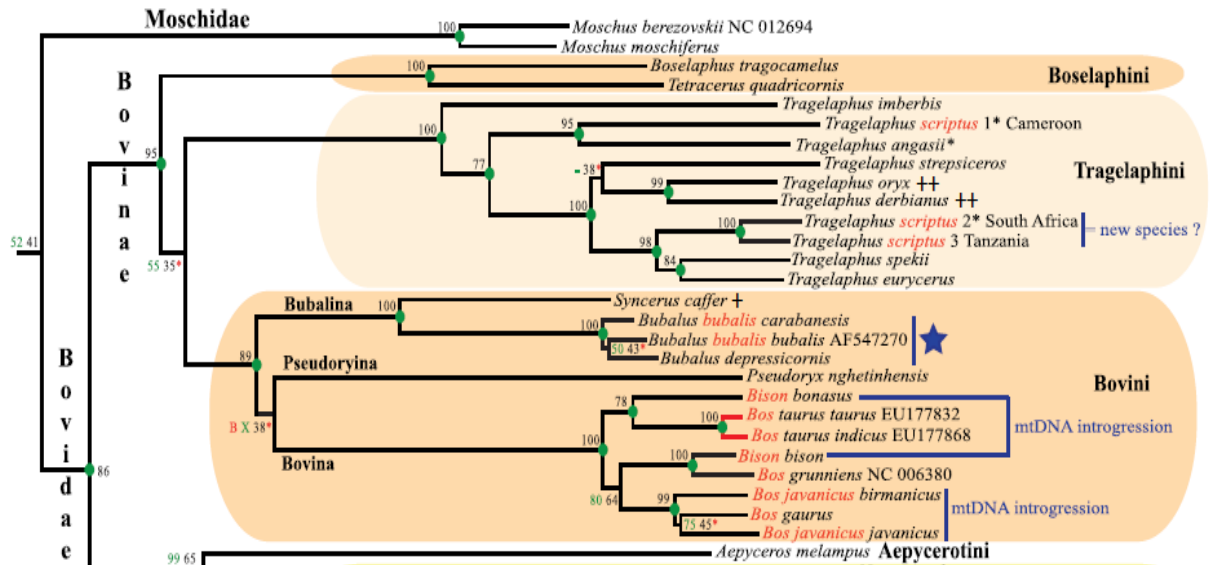 Moschidae
100
Moschus berezovskii NC 012694
Moschus moschiferus
Bovinae
100
Boselaphus tragocamelus
Tetracerus quadricornis
Boselaphini
Tragelaphus imberbis
100
95
Tragelaphus scriptus 1* Cameroon
Tragelaphus angasii*
95
77
- 38*
Tragelaphus strepsiceros
Tragelaphini
99
Tragelaphus oryx ++
Tragelaphus derbianus ++
100
100
Tragelaphus scriptus 2* South Africa
= new species ?
Tragelaphus scriptus 3 Tanzania
52 41
98
Tragelaphus spekii
55 35*
84
Tragelaphus eurycerus
Bubalina
100
Syncerus caffer +
100
Bubalus bubalis carabanesis
Bubalus bubalis bubalis AF547270
50 43*
Bubalus depressicornis
89
Pseudoryina
Pseudoryx nghetinhensis
Bovini
Bovidae
78
Bison bonasus
100
Bos taurus taurus EU177832
B X 38*
mtDNA introgression
Bos taurus indicus EU177868
100
Bovina
100
Bison bison
86
Bos grunniens NC 006380
80 64
99
Bos javanicus birmanicus
mtDNA introgression
Bos gaurus
75 45*
Bos javanicus javanicus
99 65
Aepyceros melampus Aepycerotini